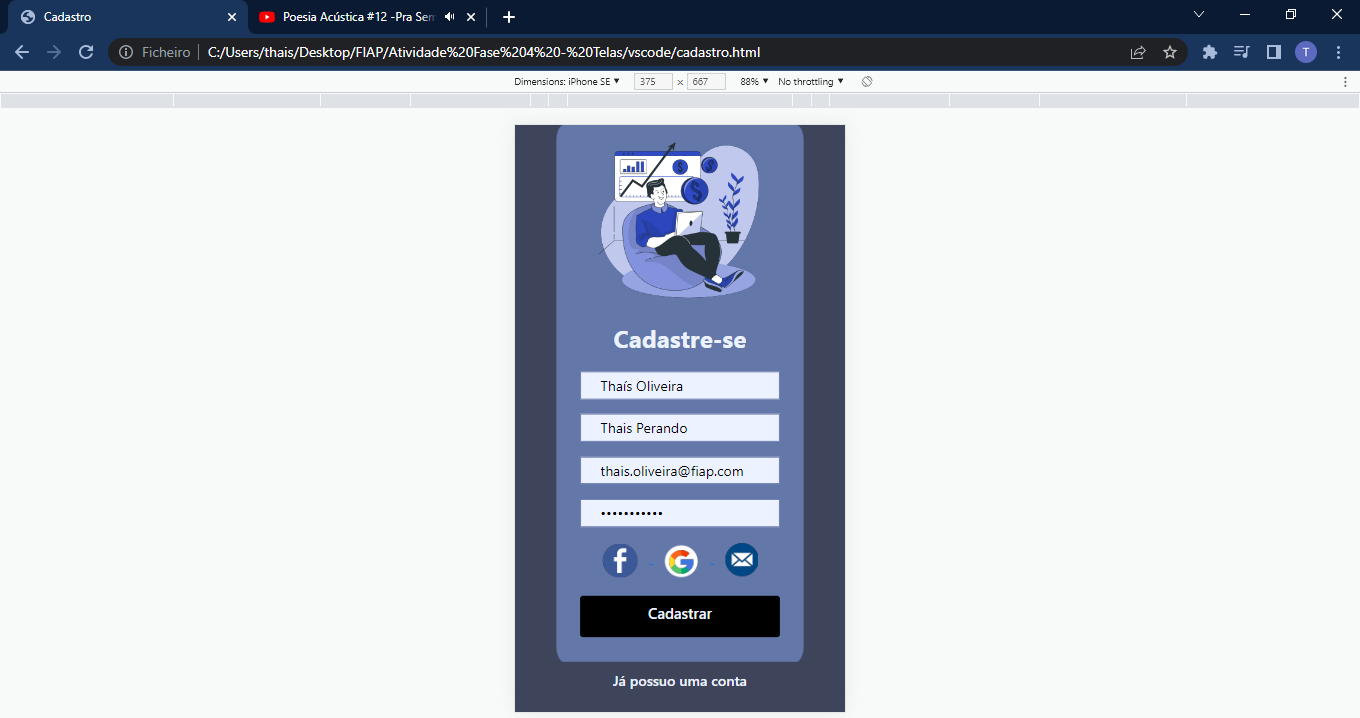 Cadastro
Poesia Acústica #12 -Pra Sem
Ficheiro
C:/Users/thais/Desktop/FIAP/Atividade%20Fase%204%20-%20Telas/vscode/cadastro.html
T
Dimensions: iPhone SE
375 × 667
88%
No throttling
$
$
$
Cadastre-se
Thaís Oliveira
Thais Perando
thais.oliveira@fiap.com
•••••••••••
f - G -
Cadastrar
Já possuo uma conta